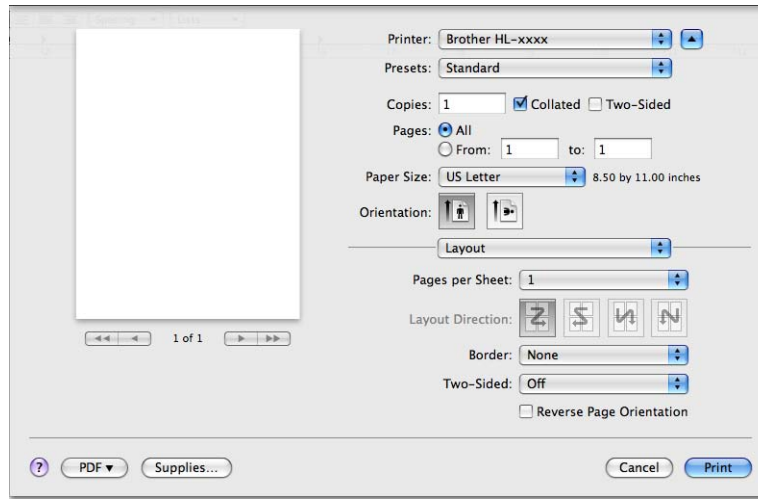 Spacing
Printer: Brother HL-xxxx
Presets: Standard
Copies: 1 Collated Two-Sided
Pages: All
From: 1 to: 1
Paper Size: US Letter 8.50 by 11.00 inches
Orientation:
Layout
Pages per Sheet: 1
Layout Direction:
1 of 1
Border: None
Two-Sided: Off
Reverse Page Orientation
? PDF Supplies... Cancel Print